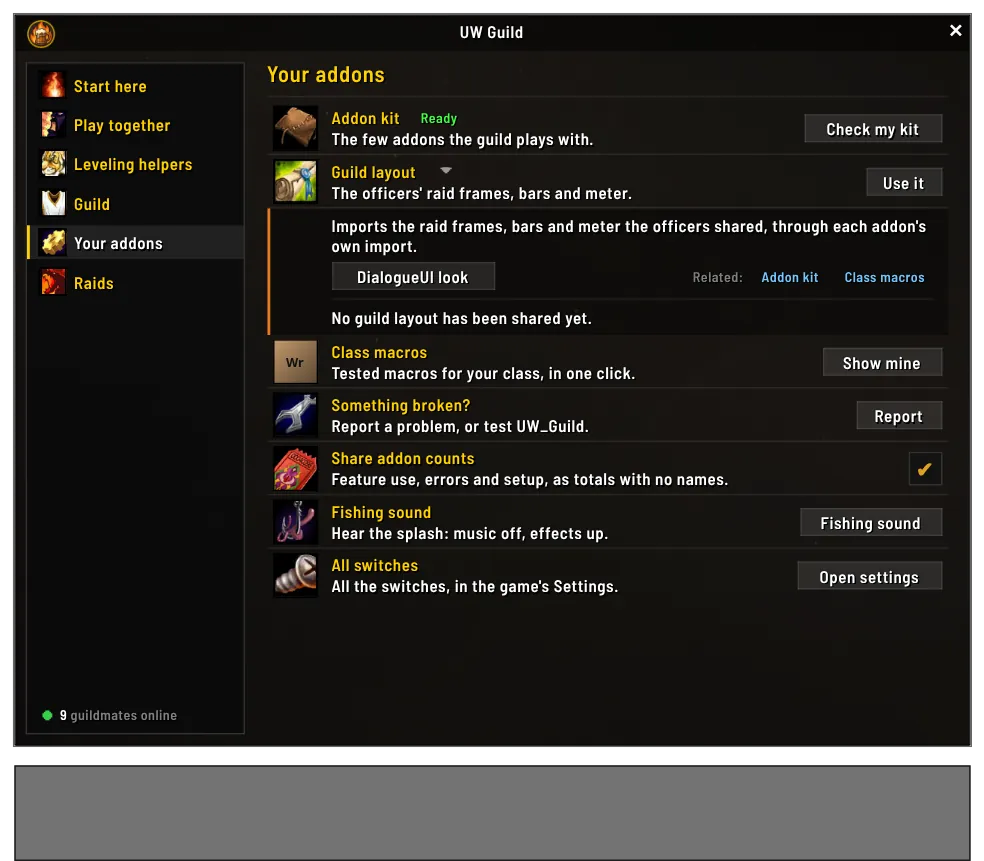 UW Guild
Start here
Play together
Leveling helpers
Guild
Your addons
Raids
9 guildmates online
Your addons
Addon kit Ready
The few addons the guild plays with.
Check my kit
Guild layout
The officers' raid frames, bars and meter.
Use it
Imports the raid frames, bars and meter the officers shared, through each addon's
own import.
DialogueUI look
Related: Addon kit Class macros
No guild layout has been shared yet.
Wr
Class macros
Tested macros for your class, in one click.
Show mine
Something broken?
Report a problem, or test UW_Guild.
Report
Share addon counts
Feature use, errors and setup, as totals with no names.
Fishing sound
Hear the splash: music off, effects up.
Fishing sound
All switches
All the switches, in the game's Settings.
Open settings